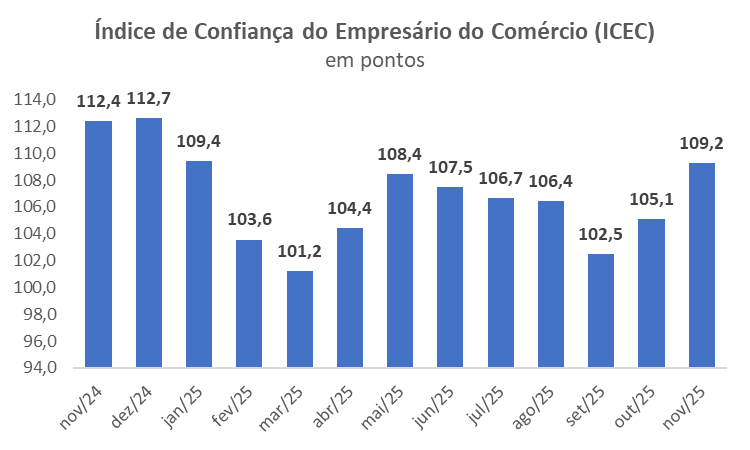 Índice de Confiança do Empresário do Comércio (ICEC)
em pontos
114,0
112,0
110,0
108,0
106,0
104,0
102,0
100,0
98,0
96,0
94,0
112,4
112,7
109,4
103,6
101,2
104,4
108,4
107,5
106,7
106,4
102,5
105,1
109,2
nov/24
dez/24
jan/25
fev/25
mar/25
abr/25
mai/25
jun/25
jul/25
ago/25
set/25
out/25
nov/25